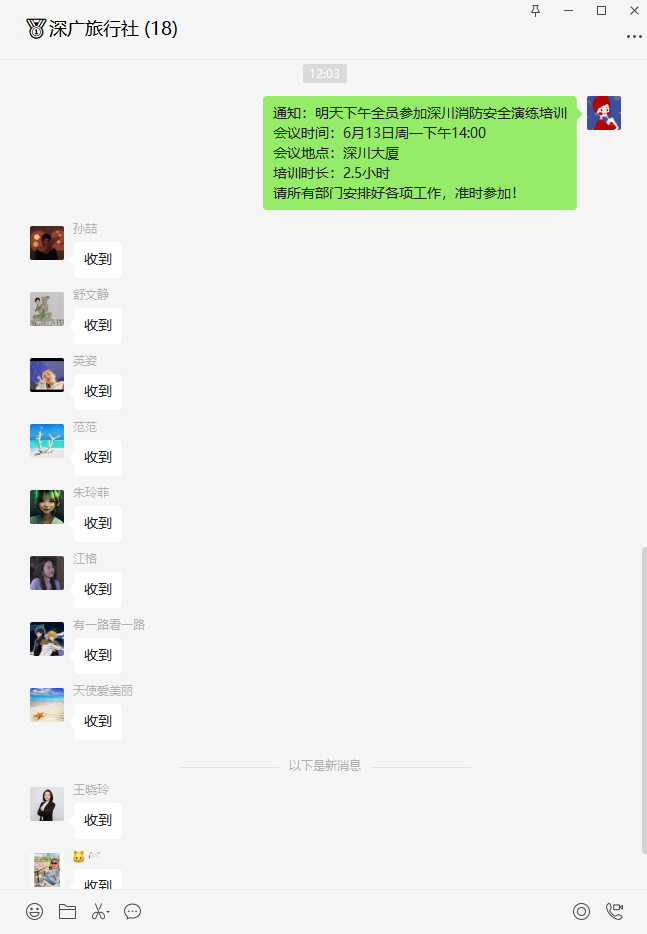 深广旅行社 (18)
12:03
通知：明天下午全员参加深川消防安全演练培训
会议时间：6月13日周一下午14:00
会议地点：深川大厦
培训时长：2.5小时
请所有部门安排好各项工作，准时参加！
孙喆
收到
舒文静
收到
英姿
收到
范范
收到
朱玲菲
收到
江格
收到
有一路看一路
收到
天使爱美丽
收到
以下是新消息
王晓玲
收到
收到